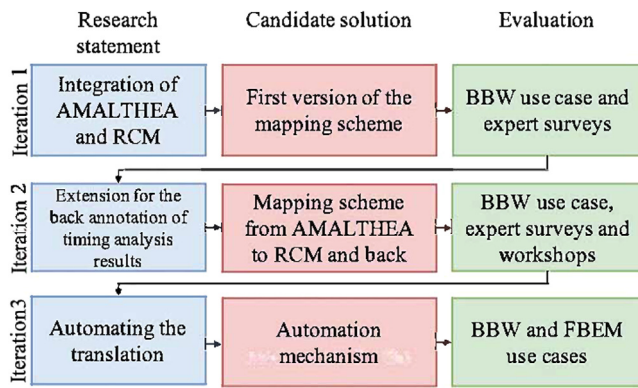 Research
statement
Candidate solution
Evaluation
Iteration 1
Integration of
AMALTHEA
and RCM
First version of the
mapping scheme
BBW use case and
expert surveys
Iteration 2
Extension for the
back annotation of
timing analysis
results
Mapping scheme
from AMALTHEA
to RCM and back
BBW use case,
expert surveys and
workshops
Iteration3
Automating the
translation
Automation
mechanism
BBW and FBEM
use cases